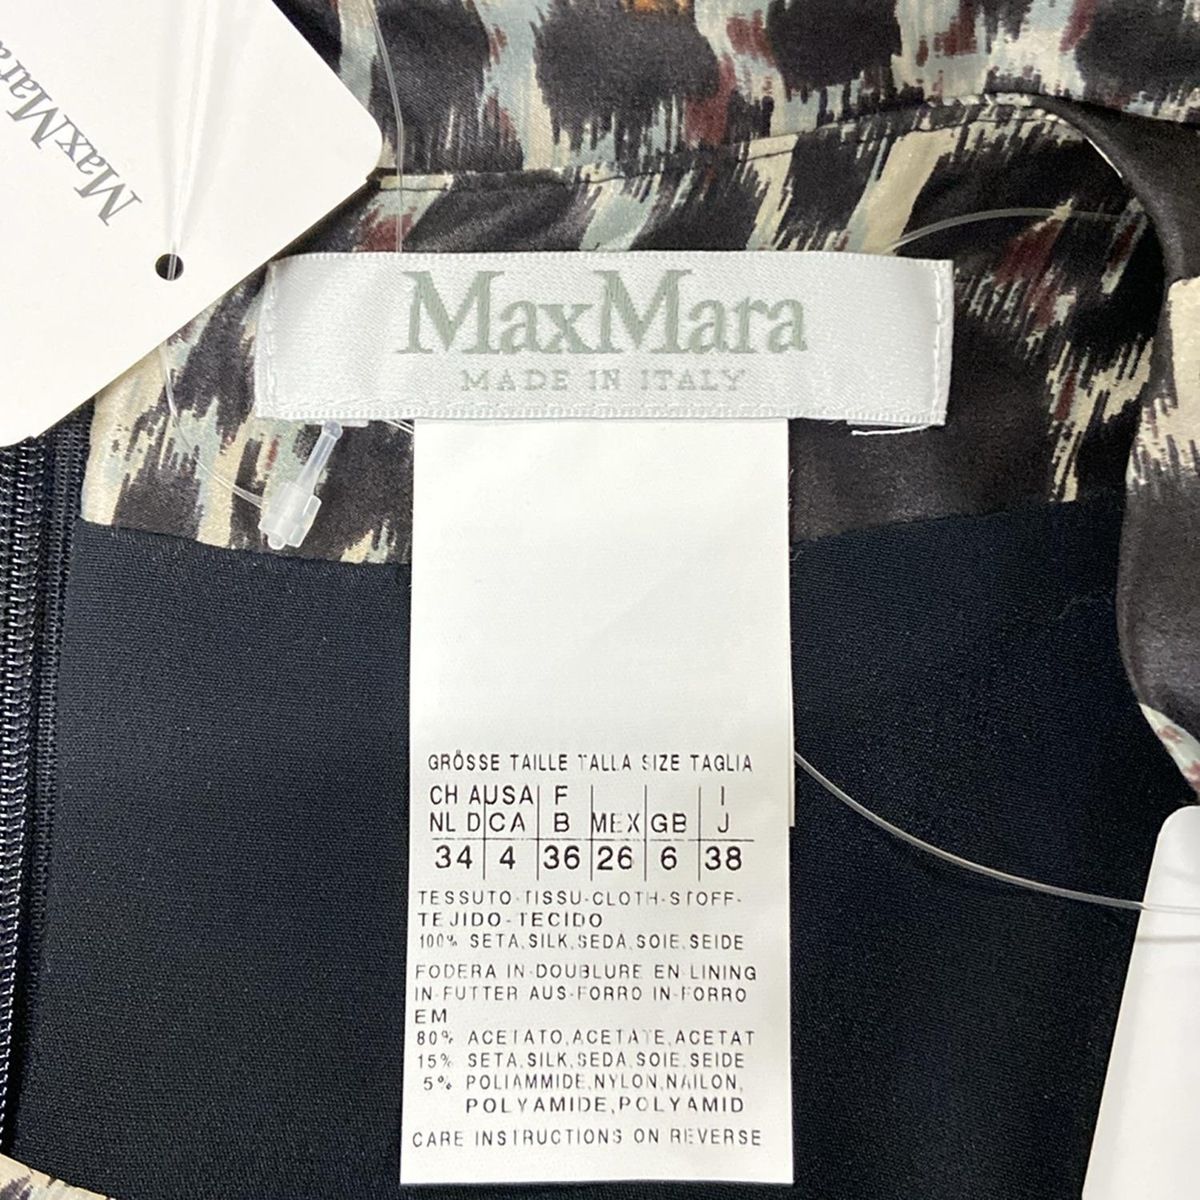 MaxMara
MaxMara
MADE IN ITALY
GRÖSSE TAILLE TALLA SIZE TAGLIA
CH A USA F I
NL D CA B MEX GB J
34 4 36 26 6 38
TESSUTO-TISSU-CLOTH-STOFF-
TEJIDO-TECIDO
100% SETA,SILK,SEDA,SOIE,SEIDE
FODERA IN-DOUBLURE EN-LINING
IN-FUTTER AUS-FORRO IN-FORRO
EM
80% ACETATO,ACETATE,ACETAT
15% SETA,SILK,SEDA,SOIE,SEIDE
5% POLIAMMIDE,NYLON,NAILON,
POLYAMIDE,POLYAMID
CARE INSTRUCTIONS ON REVERSE